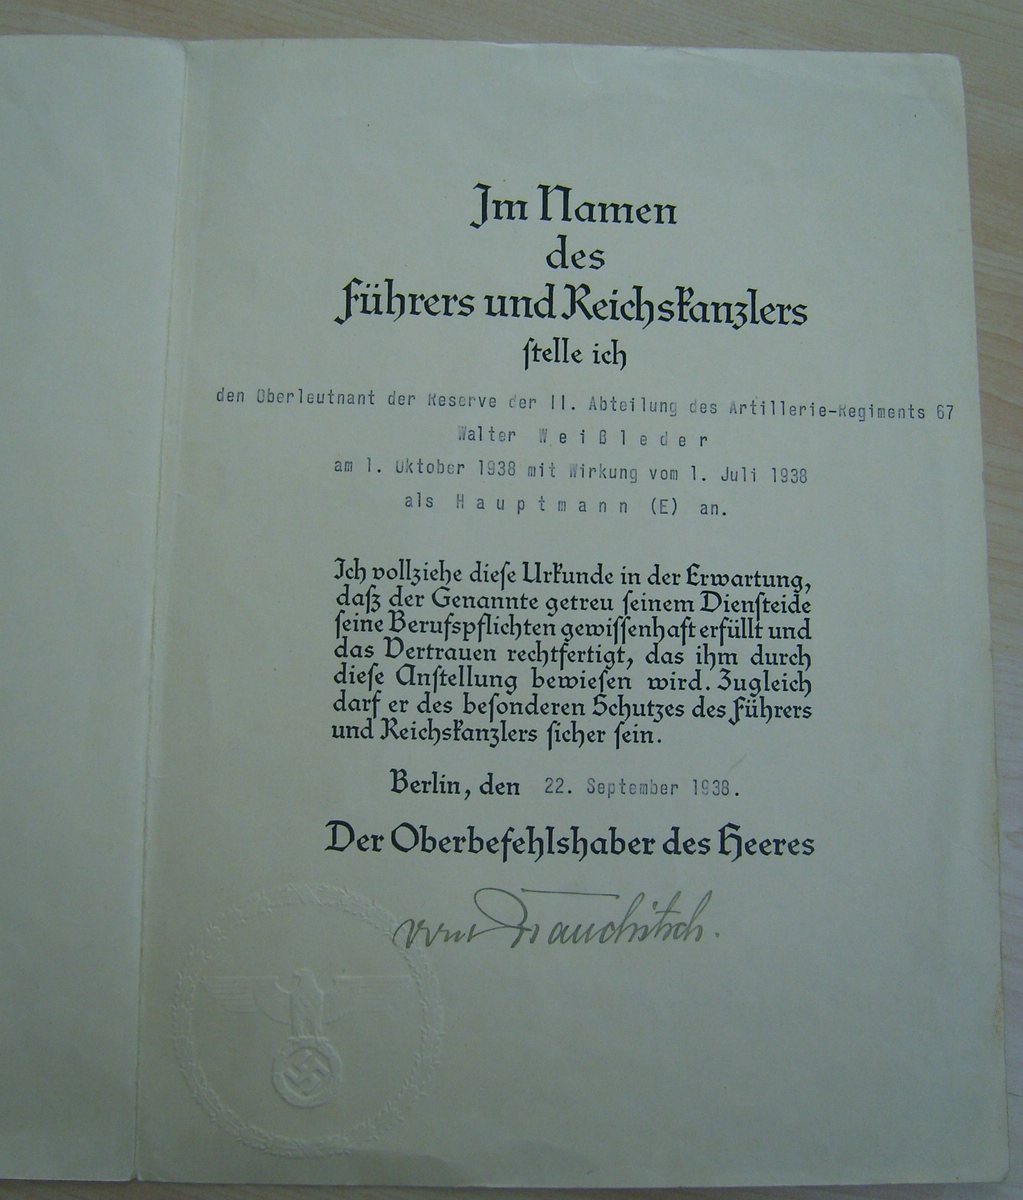 Im Namen
des
Führers und Reichskanzlers
stelle ich
den Oberleutnant der Reserve der II. Abteilung des Artillerie-Regiments 67
Walter W e i ß l e d e r
am 1. Oktober 1938 mit Wirkung vom 1. Juli 1938
als H a u p t m a n n (E) an.
Ich vollziehe diese Urkunde in der Erwartung,
daß der Genannte getreu seinem Diensteide
seine Berufspflichten gewissenhaft erfüllt und
das Vertrauen rechtfertigt, das ihm durch
diese Anstellung bewiesen wird. Zugleich
darf er des besonderen Schutzes des Führers
und Reichskanzlers sicher sein.
Berlin, den 22. September 1938.
Der Oberbefehlshaber des Heeres
von Brauchitsch.